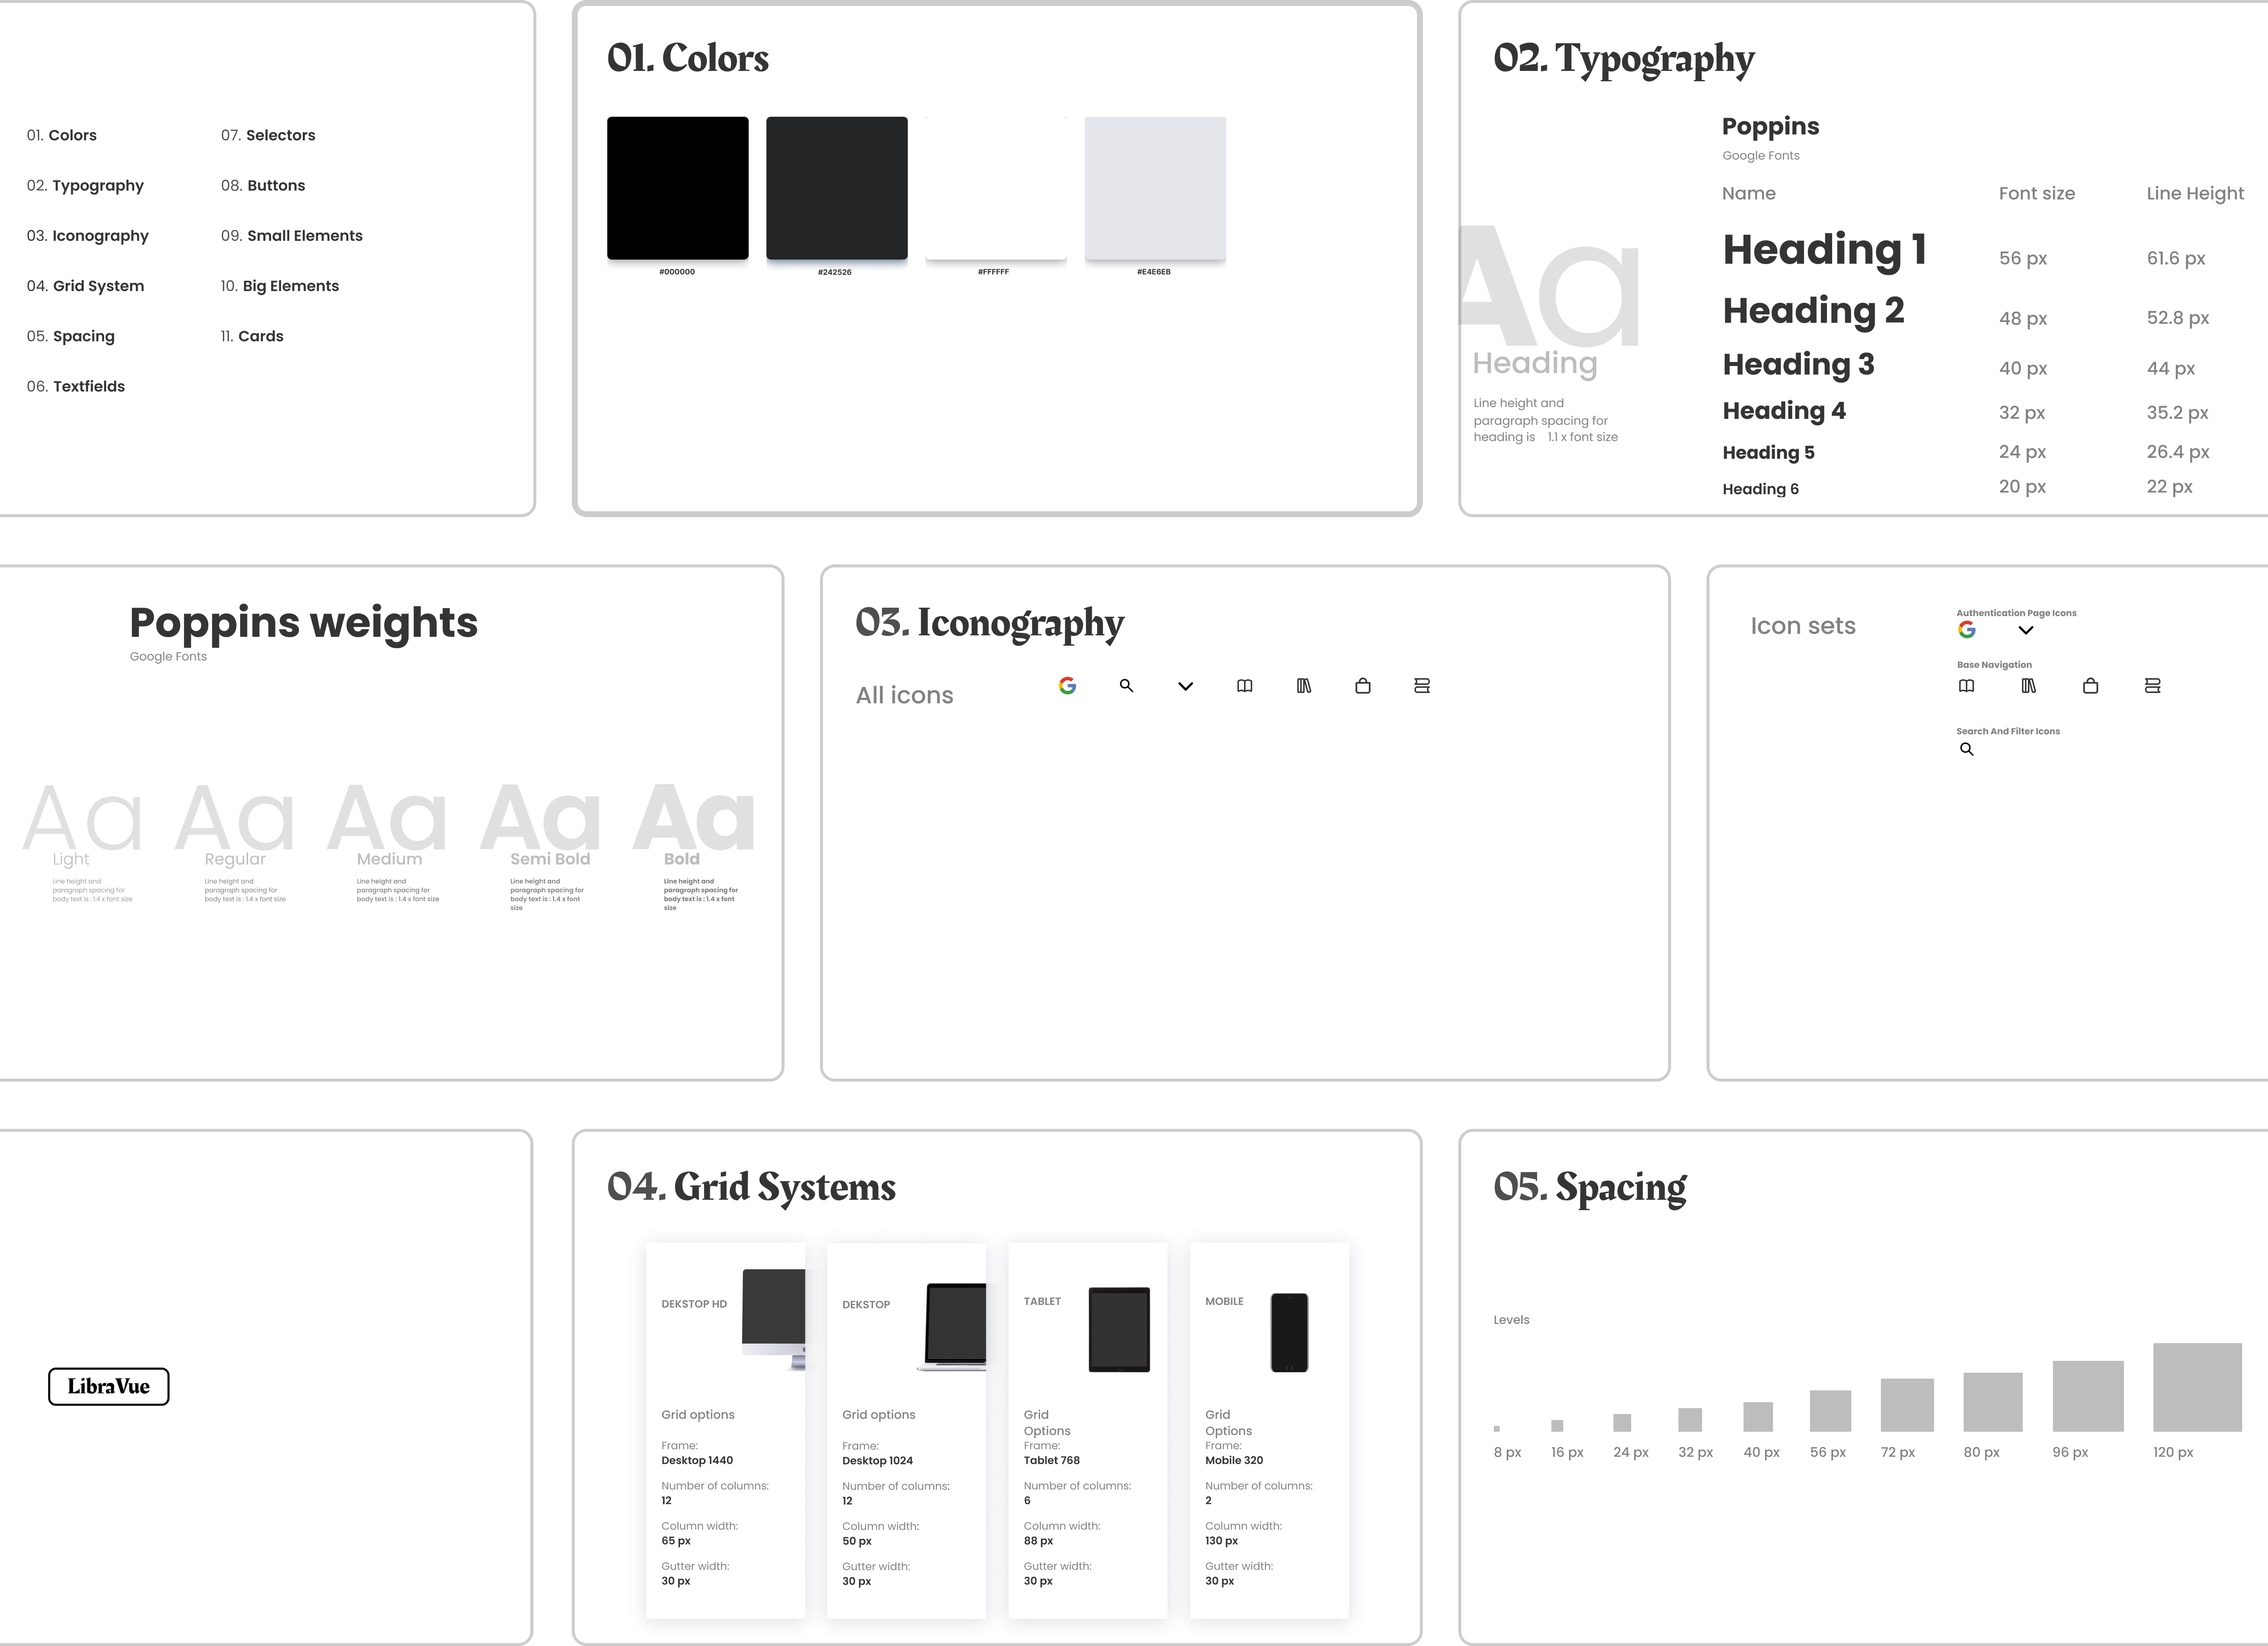 01. Colors
02. Typography
03. Iconography
04. Grid System
05. Spacing
06. Textfields
07. Selectors
08. Buttons
09. Small Elements
10. Big Elements
11. Cards
01. Colors
#000000
#242526
#FFFFFF
#E4E6EB
02. Typography
Aa
Heading
Line height and
paragraph spacing for
heading is 1.1 x font size
Poppins
Google Fonts
Name Font size Line Height
Heading 1 56 px 61.6 px
Heading 2 48 px 52.8 px
Heading 3 40 px 44 px
Heading 4 32 px 35.2 px
Heading 5 24 px 26.4 px
Heading 6 20 px 22 px
Poppins weights
Google Fonts
Aa
Light
Line height and
paragraph spacing for
body text is : 1.4 x font size
Aa
Regular
Line height and
paragraph spacing for
body text is : 1.4 x font size
Aa
Medium
Line height and
paragraph spacing for
body text is : 1.4 x font size
Aa
Semi Bold
Line height and
paragraph spacing for
body text is : 1.4 x font
size
Aa
Bold
Line height and
paragraph spacing for
body text is : 1.4 x font
size
03. Iconography
All icons
Icon sets
Authentication Page Icons
Base Navigation
Search And Filter Icons
LibraVue
04. Grid Systems
DEKSTOP HD
Grid options
Frame:
Desktop 1440
Number of columns:
12
Column width:
65 px
Gutter width:
30 px
DEKSTOP
Grid options
Frame:
Desktop 1024
Number of columns:
12
Column width:
50 px
Gutter width:
30 px
TABLET
Grid
Options
Frame:
Tablet 768
Number of columns:
6
Column width:
88 px
Gutter width:
30 px
MOBILE
Grid
Options
Frame:
Mobile 320
Number of columns:
2
Column width:
130 px
Gutter width:
30 px
05. Spacing
Levels
8 px 16 px 24 px 32 px 40 px 56 px 72 px 80 px 96 px 120 px